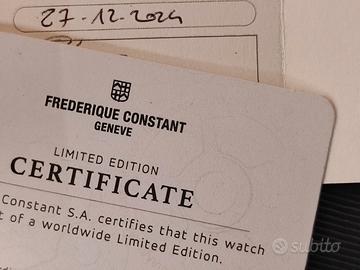 27-12-2024
FREDERIQUE CONSTANT
GENEVE
LIMITED EDITION
CERTIFICATE
Constant S.A. certifies that this watch
t of a worldwide Limited Edition.
subito